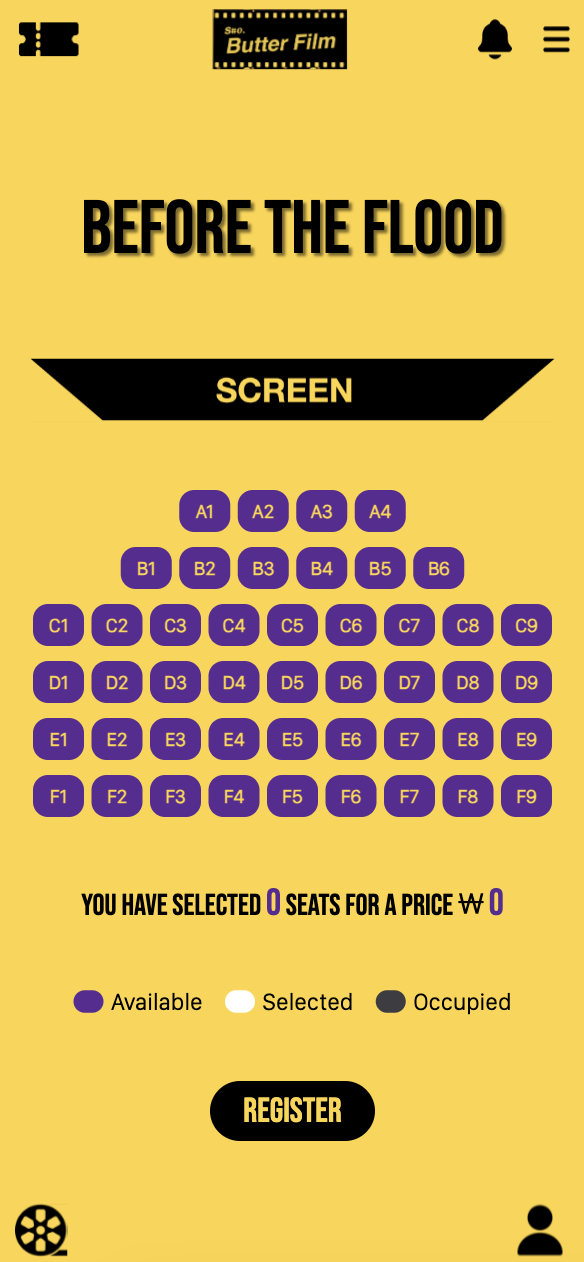 Sno.
Butter Film
BEFORE THE FLOOD
SCREEN
A1 A2 A3 A4
B1 B2 B3 B4 B5 B6
C1 C2 C3 C4 C5 C6 C7 C8 C9
D1 D2 D3 D4 D5 D6 D7 D8 D9
E1 E2 E3 E4 E5 E6 E7 E8 E9
F1 F2 F3 F4 F5 F6 F7 F8 F9
YOU HAVE SELECTED 0 SEATS FOR A PRICE ₩ 0
Available Selected Occupied
REGISTER